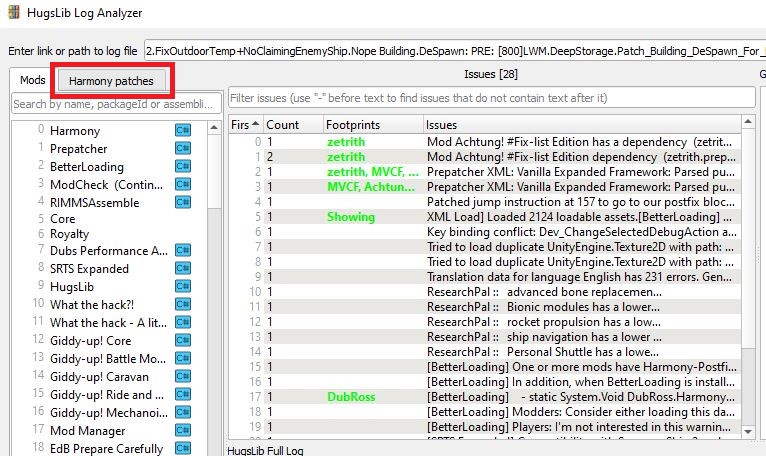 HugsLib Log Analyzer
Enter link or path to log file 2.FixOutdoorTemp+NoClaimingEnemyShip.Nope Building.DeSpawn: PRE: [800]LWM.DeepStorage.Patch_Building_DeSpawn_For_
Mods Harmony patches Issues [28] G
Search by name, packageId or assembli... Filter issues (use "-" before text to find issues that do not contain text after it)
Firs Count Footprints Issues
0 Harmony C#
1 Prepatcher C#
2 BetterLoading C#
3 ModCheck (Contin... C#
4 RIMMSAssemble C#
5 Core
6 Royalty
7 Dubs Performance A... C#
8 SRTS Expanded C#
9 HugsLib C#
10 What the hack?! C#
11 What the hack - A lit... C#
12 Giddy-up! Core C#
13 Giddy-up! Battle Mo... C#
14 Giddy-up! Caravan C#
15 Giddy-up! Ride and ... C#
16 Giddy-up! Mechanoi... C#
17 Mod Manager C#
18 EdB Prepare Carefully C#
0 1 zetrith Mod Achtung! #Fix-list Edition has a dependency (zetrit...
1 2 zetrith Mod Achtung! #Fix-list Edition dependency (zetrith.prep...
2 1 zetrith, MVCF, ... Prepatcher XML: Vanilla Expanded Framework: Parsed pu...
3 1 MVCF, Achtun... Prepatcher XML: Vanilla Expanded Framework: Parsed pu...
4 1 Patched jump instruction at 157 to go to our postfix bloc...
5 1 Showing XML Load] Loaded 2124 loadable assets.[BetterLoading] ...
6 1 Key binding conflict: Dev_ChangeSelectedDebugAction a...
7 1 Tried to load duplicate UnityEngine.Texture2D with path: ...
8 1 Tried to load duplicate UnityEngine.Texture2D with path: ...
9 1 Translation data for language English has 231 errors. Gen...
10 1 ResearchPal :: advanced bone replacemen...
11 1 ResearchPal :: Bionic modules has a lower...
12 1 ResearchPal :: rocket propulsion has a low...
13 1 ResearchPal :: ship navigation has a lower ...
14 1 ResearchPal :: Personal Shuttle has a lowe...
15 1 [BetterLoading] One or more mods have Harmony-Postfi...
16 1 [BetterLoading] In addition, when BetterLoading is install...
17 1 DubRoss [BetterLoading] - static System.Void DubRoss.Harmony...
18 1 [BetterLoading] Modders: Consider either loading this da...
19 1 [BetterLoading] Players: I'm not interested in this warnin...
HugsLib Full Log